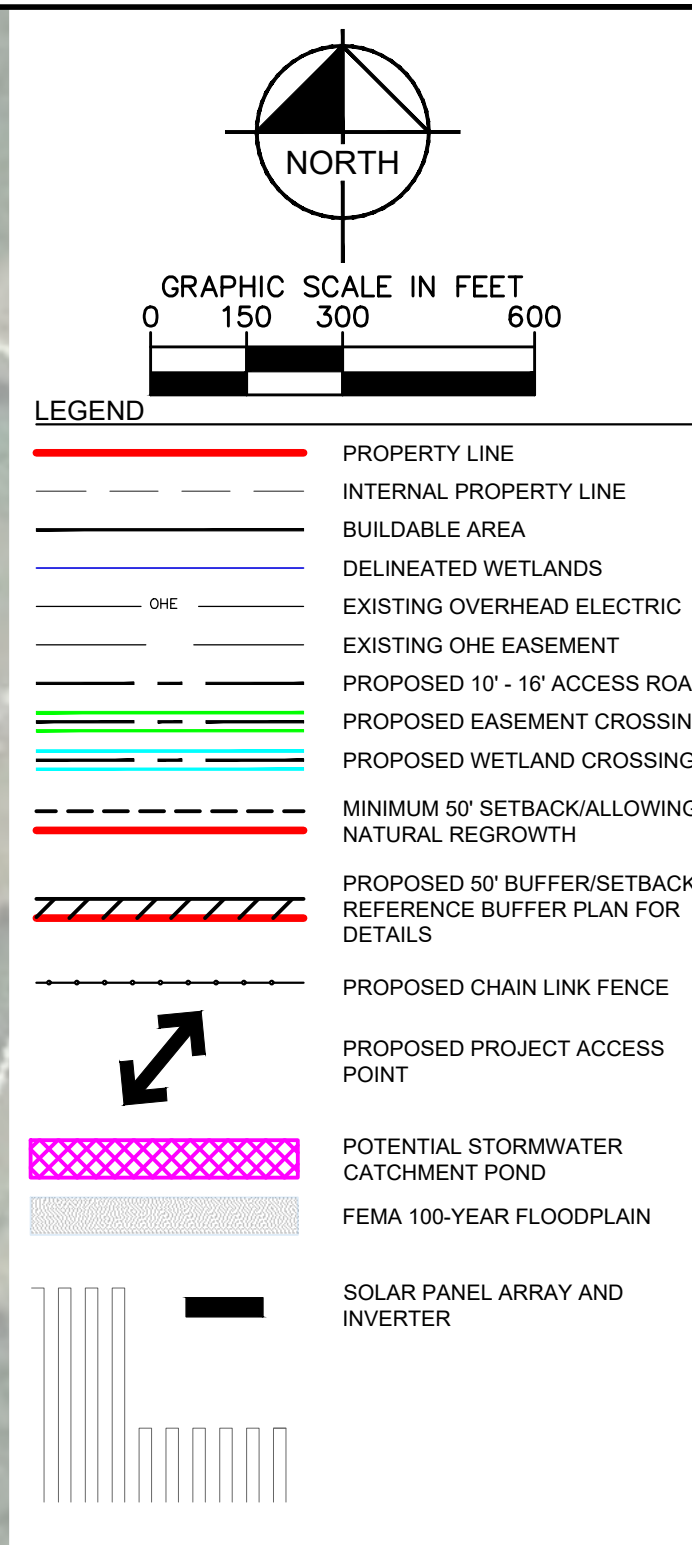 NORTH
GRAPHIC SCALE IN FEET
0 150 300 600
LEGEND
PROPERTY LINE
INTERNAL PROPERTY LINE
BUILDABLE AREA
DELINEATED WETLANDS
OHE EXISTING OVERHEAD ELECTRIC
EXISTING OHE EASEMENT
PROPOSED 10' - 16' ACCESS ROA
PROPOSED EASEMENT CROSSIN
PROPOSED WETLAND CROSSING
MINIMUM 50' SETBACK/ALLOWING
NATURAL REGROWTH
PROPOSED 50' BUFFER/SETBACK
REFERENCE BUFFER PLAN FOR
DETAILS
PROPOSED CHAIN LINK FENCE
PROPOSED PROJECT ACCESS
POINT
POTENTIAL STORMWATER
CATCHMENT POND
FEMA 100-YEAR FLOODPLAIN
SOLAR PANEL ARRAY AND
INVERTER